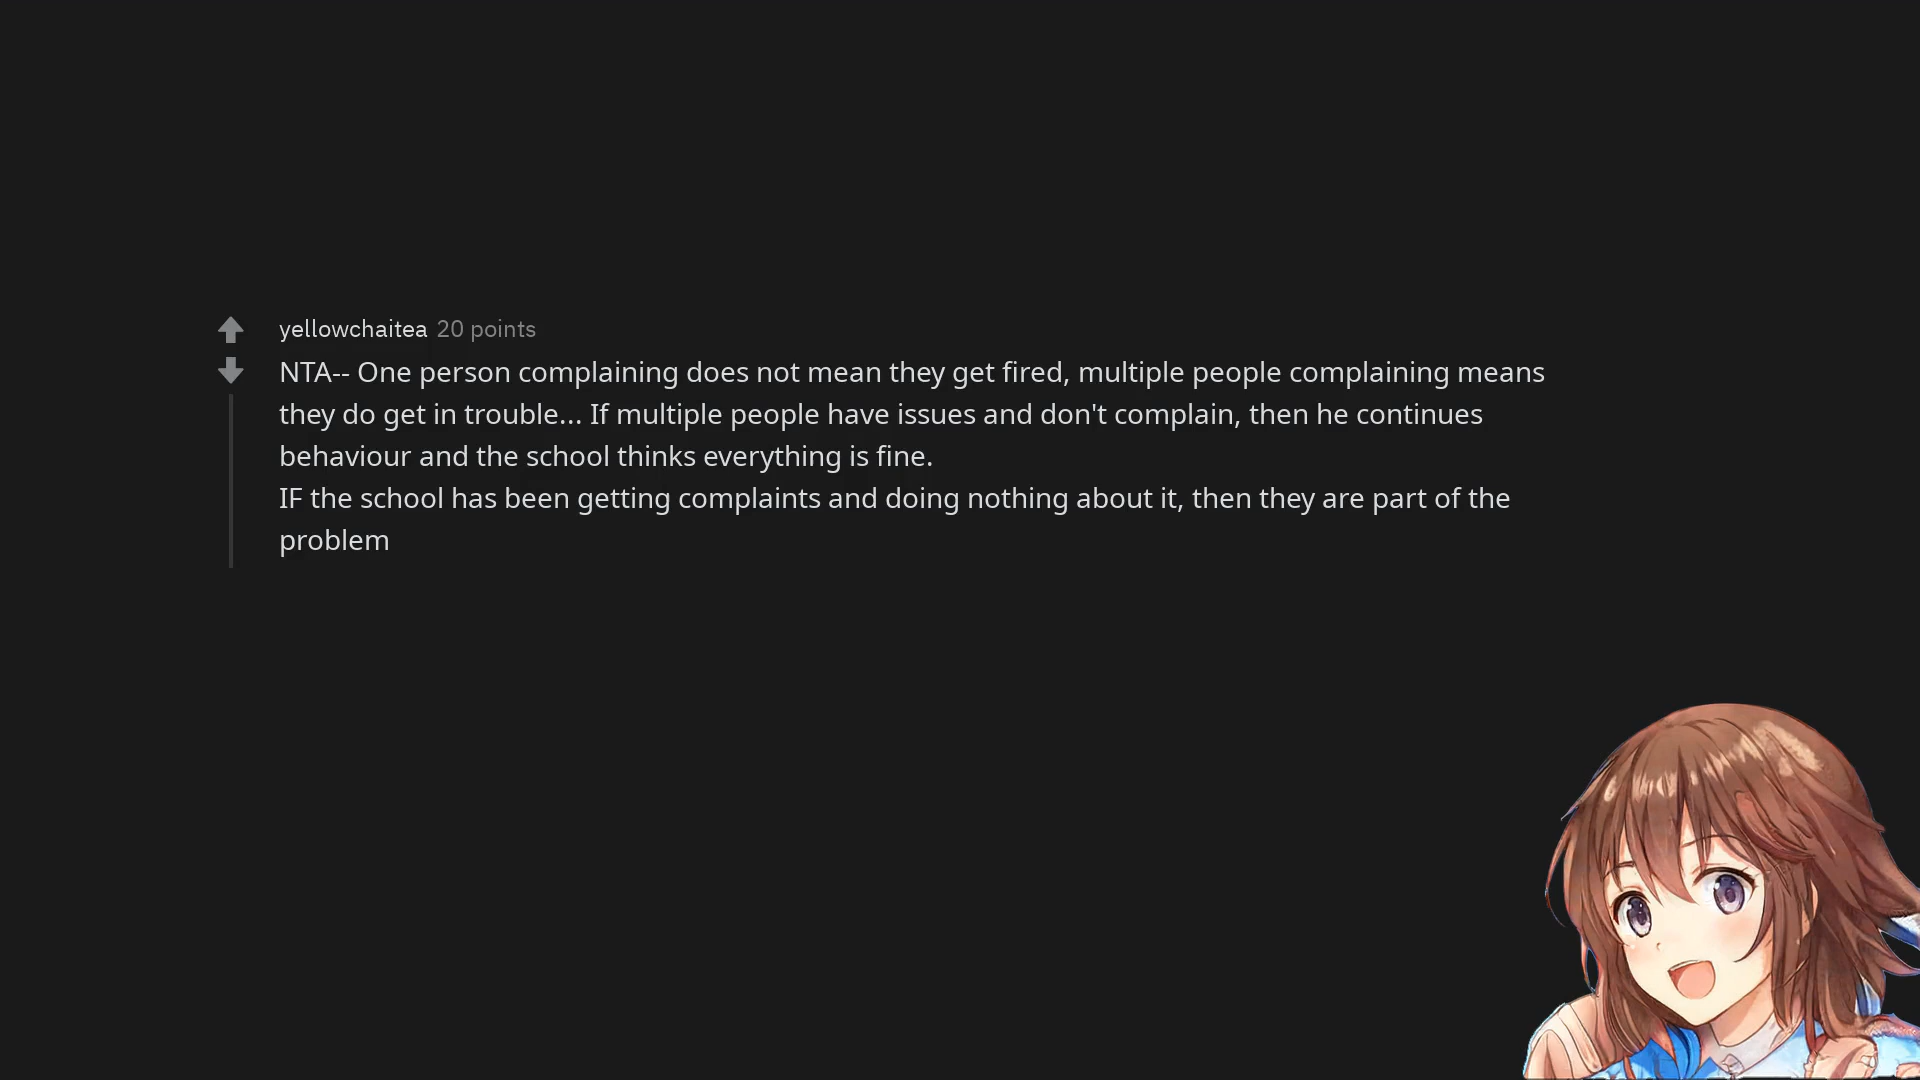 yellowchaitea 20 points
NTA-- One person complaining does not mean they get fired, multiple people complaining means
they do get in trouble... If multiple people have issues and don't complain, then he continues
behaviour and the school thinks everything is fine.
IF the school has been getting complaints and doing nothing about it, then they are part of the
problem